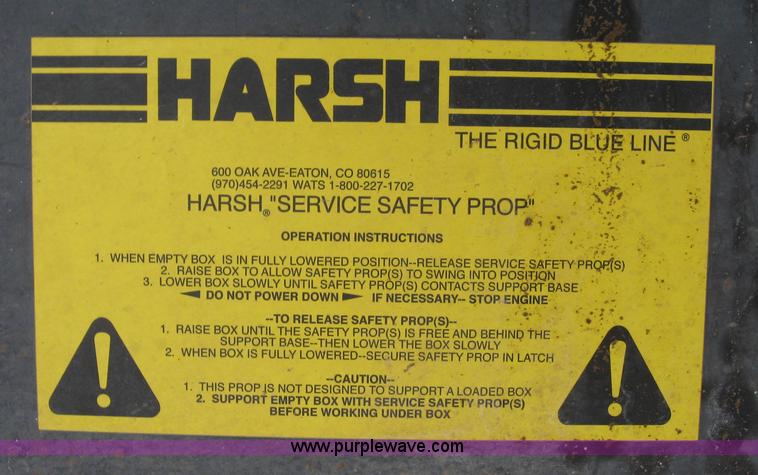 HARSH
THE RIGID BLUE LINE ®
600 OAK AVE-EATON, CO 80615
(970)454-2291 WATS 1-800-227-1702
HARSH® "SERVICE SAFETY PROP"
OPERATION INSTRUCTIONS
1. WHEN EMPTY BOX IS IN FULLY LOWERED POSITION--RELEASE SERVICE SAFETY PROP(S)
2. RAISE BOX TO ALLOW SAFETY PROP(S) TO SWING INTO POSITION
3. LOWER BOX SLOWLY UNTIL SAFETY PROP(S) CONTACTS SUPPORT BASE
◄ DO NOT POWER DOWN ► IF NECESSARY-- STOP ENGINE
--TO RELEASE SAFETY PROP(S)--
1. RAISE BOX UNTIL THE SAFETY PROP(S) IS FREE AND BEHIND THE
SUPPORT BASE--THEN LOWER THE BOX SLOWLY
2. WHEN BOX IS FULLY LOWERED--SECURE SAFETY PROP IN LATCH
--CAUTION--
1. THIS PROP IS NOT DESIGNED TO SUPPORT A LOADED BOX
2. SUPPORT EMPTY BOX WITH SERVICE SAFETY PROP(S)
BEFORE WORKING UNDER BOX
! !
www.purplewave.com